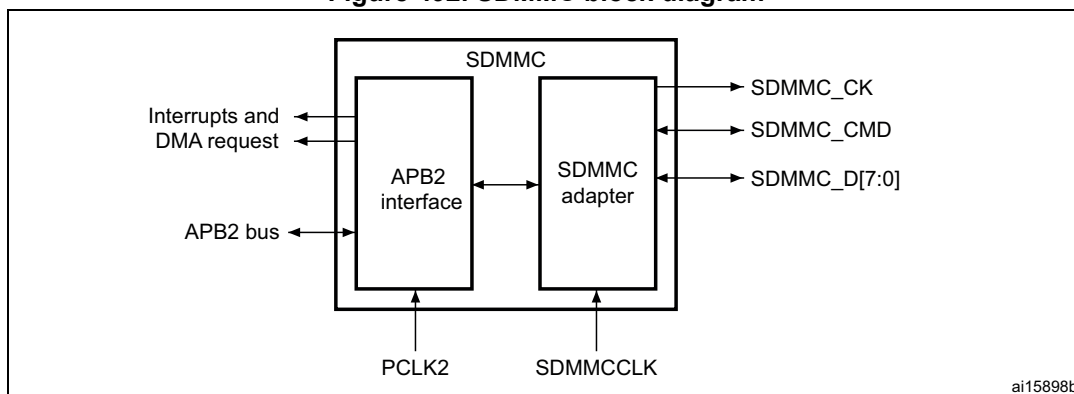 SDMMC
Interrupts and
DMA request
APB2 bus
APB2
interface
SDMMC
adapter
SDMMC_CK
SDMMC_CMD
SDMMC_D[7:0]
PCLK2
SDMMCCLK
ai15898b